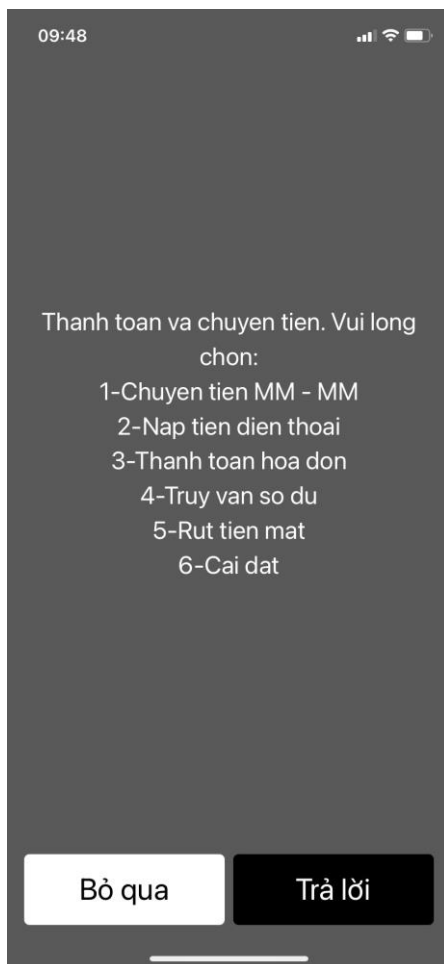 09:48
Thanh toan va chuyen tien. Vui long
chon:
1-Chuyen tien MM - MM
2-Nap tien dien thoai
3-Thanh toan hoa don
4-Truy van so du
5-Rut tien mat
6-Cai dat
Bỏ qua
Trả lời